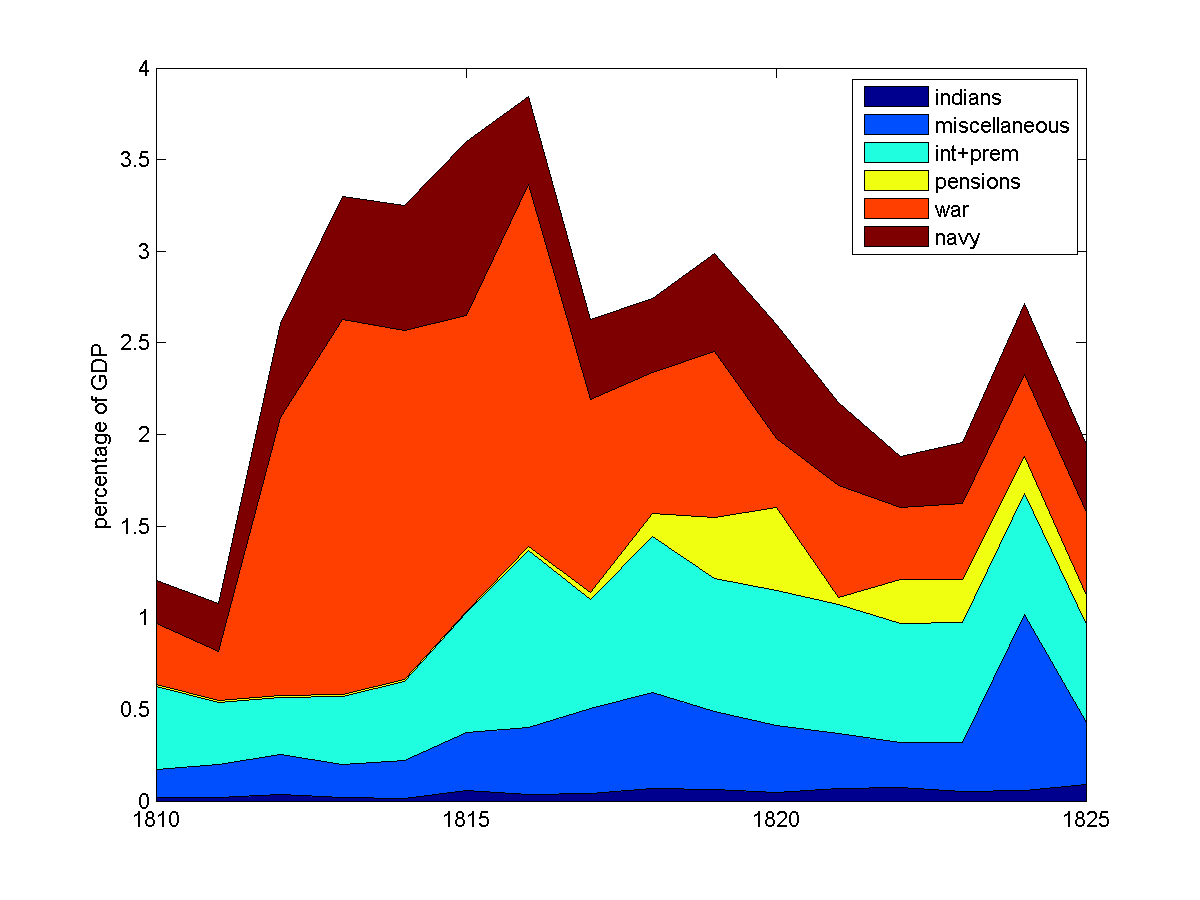 4
3.5
3
2.5
2
1.5
1
0.5
0
percentage of GDP
1810
1815
1820
1825
indians
miscellaneous
int+prem
pensions
war
navy